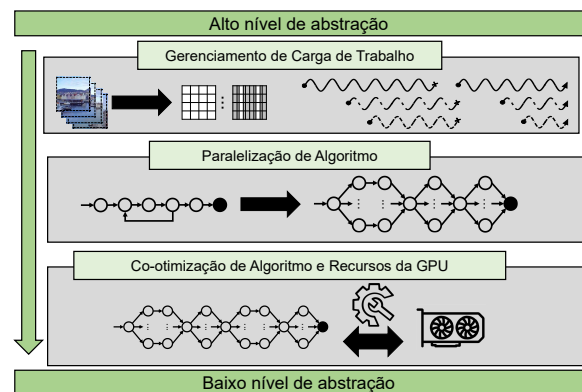 Alto nível de abstração
Gerenciamento de Carga de Trabalho
Paralelização de Algoritmo
Co-otimização de Algoritmo e Recursos da GPU
Baixo nível de abstração